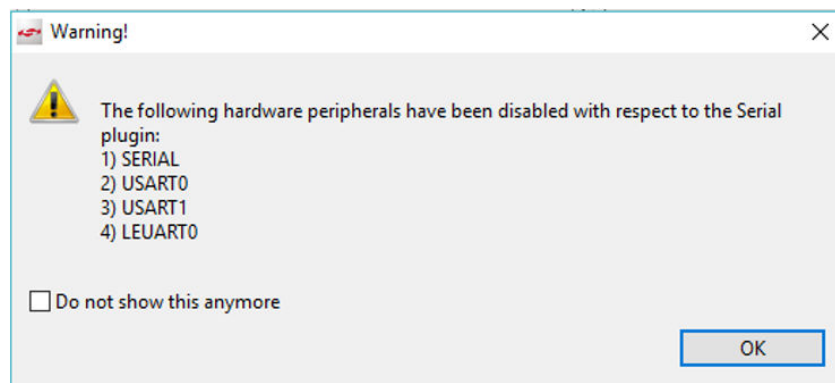 Warning!
The following hardware peripherals have been disabled with respect to the Serial
plugin:
1) SERIAL
2) USART0
3) USART1
4) LEUART0
Do not show this anymore
OK